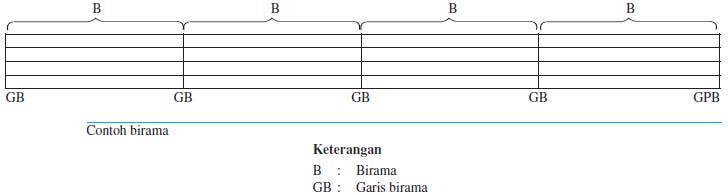 B B B B
GB GB GB GB GPB
Contoh birama
Keterangan
B : Birama
GB : Garis birama